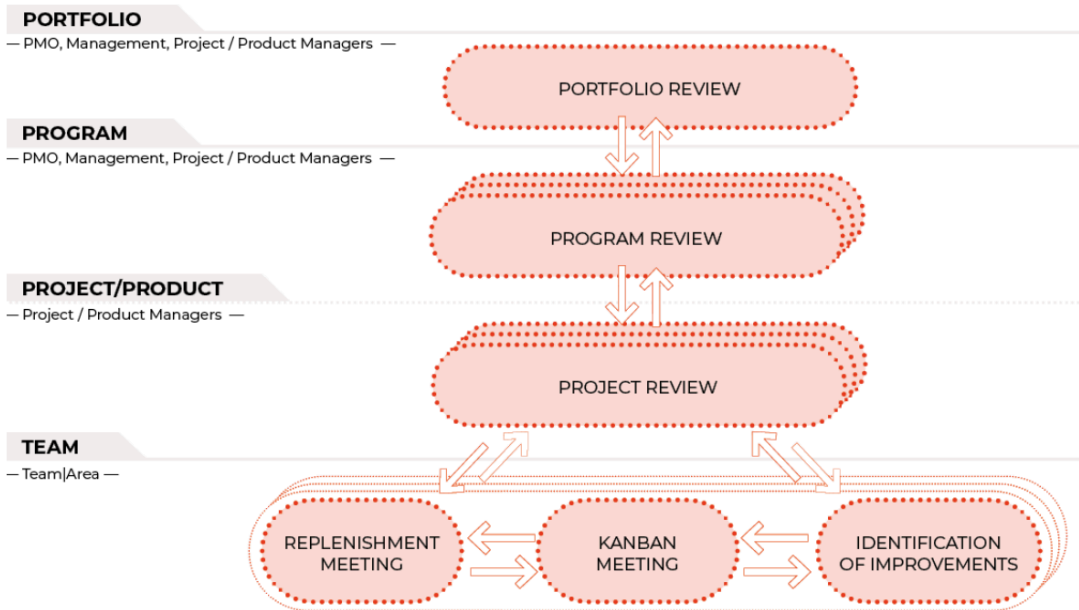 PORTFOLIO
— PMO, Management, Project / Product Managers —
PORTFOLIO REVIEW
PROGRAM
— PMO, Management, Project / Product Managers —
PROGRAM REVIEW
PROJECT/PRODUCT
— Project / Product Managers —
PROJECT REVIEW
TEAM
— Team|Area —
REPLENISHMENT
MEETING
KANBAN
MEETING
IDENTIFICATION
OF IMPROVEMENTS